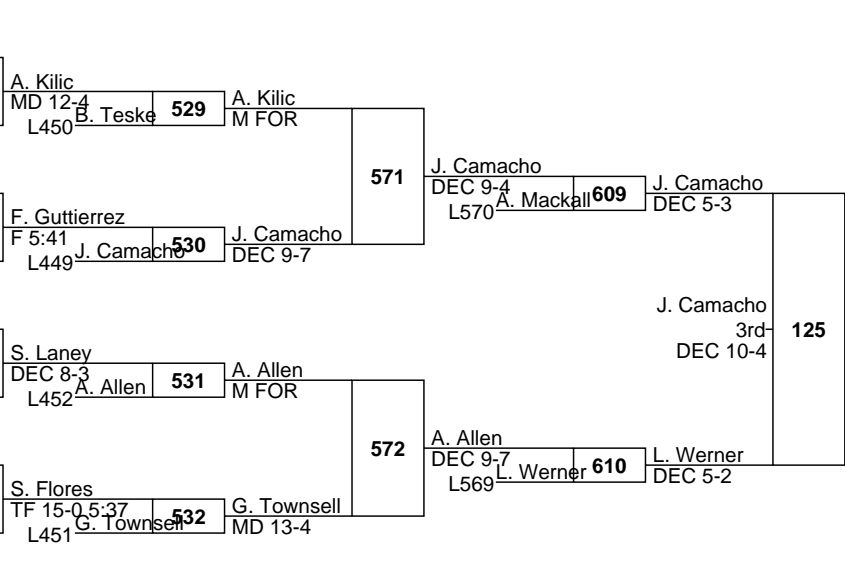 A. Kilic
MD 12-4
L450 B. Teske
529
A. Kilic
M FOR
571
F. Guttierrez
F 5:41
L449 J. Camacho
530
J. Camacho
DEC 9-7
J. Camacho
DEC 9-4
L570 A. Mackall
609
J. Camacho
DEC 5-3
J. Camacho
3rd
DEC 10-4
125
S. Laney
DEC 8-3
L452 A. Allen
531
A. Allen
M FOR
572
S. Flores
TF 15-0 5:37
L451 G. Townsell
532
G. Townsell
MD 13-4
A. Allen
DEC 9-7
L569 L. Werner
610
L. Werner
DEC 5-2